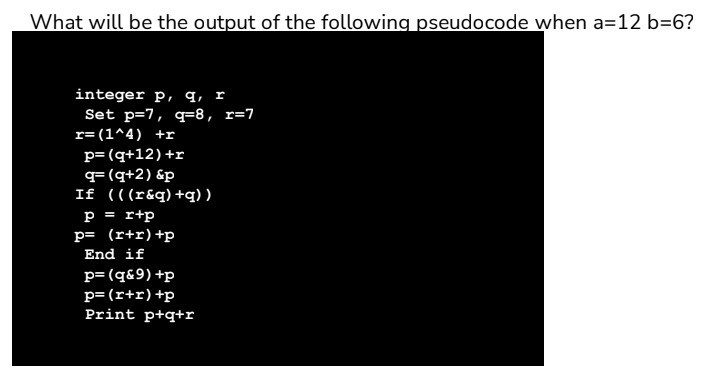 What will be the output of the following pseudocode when a=12 b=6?
integer p, q, r
Set p=7, q=8, r=7
r=(1^4) +r
p=(q+12)+r
q=(q+2)&p
If (((r&q)+q))
p = r+p
p= (r+r)+p
End if
p=(q&9)+p
p=(r+r)+p
Print p+q+r